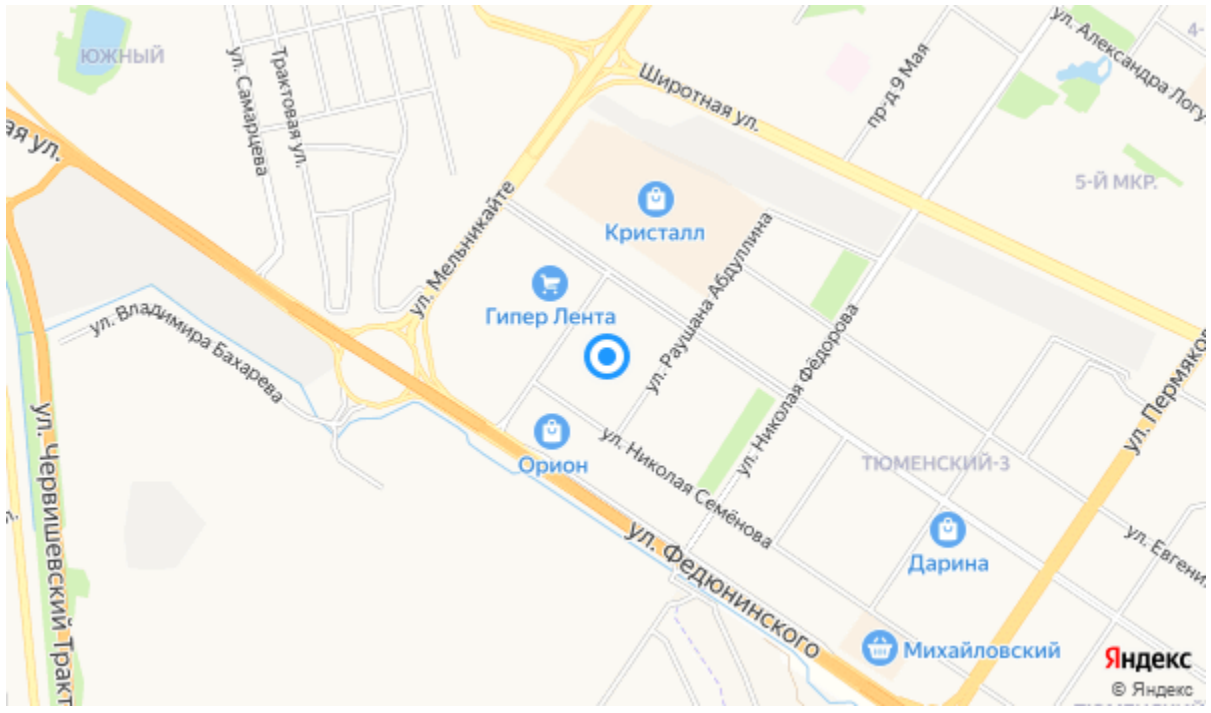 ЮЖНЫЙ
ул. Самарцева
Трактовая ул.
Широтная ул.
пр-д 9 Мая
ул. Александра Логу
4-
5-Й МКР.
ая ул.
ул. Мельникайте
Кристалл
Гипер Лента
ул. Раушана Абдуллина
ул. Владимира Бахарева
ул. Николая Фёдорова
ул. Пермяков
ул. Червишевский Тракт
Орион
ул. Николая Семёнова
ТЮМЕНСКИЙ-3
ул. Федюнинского
Дарина
ул. Евгени
Михайловский
Яндекс
© Яндекс
ТЮМЕНСКИЙ